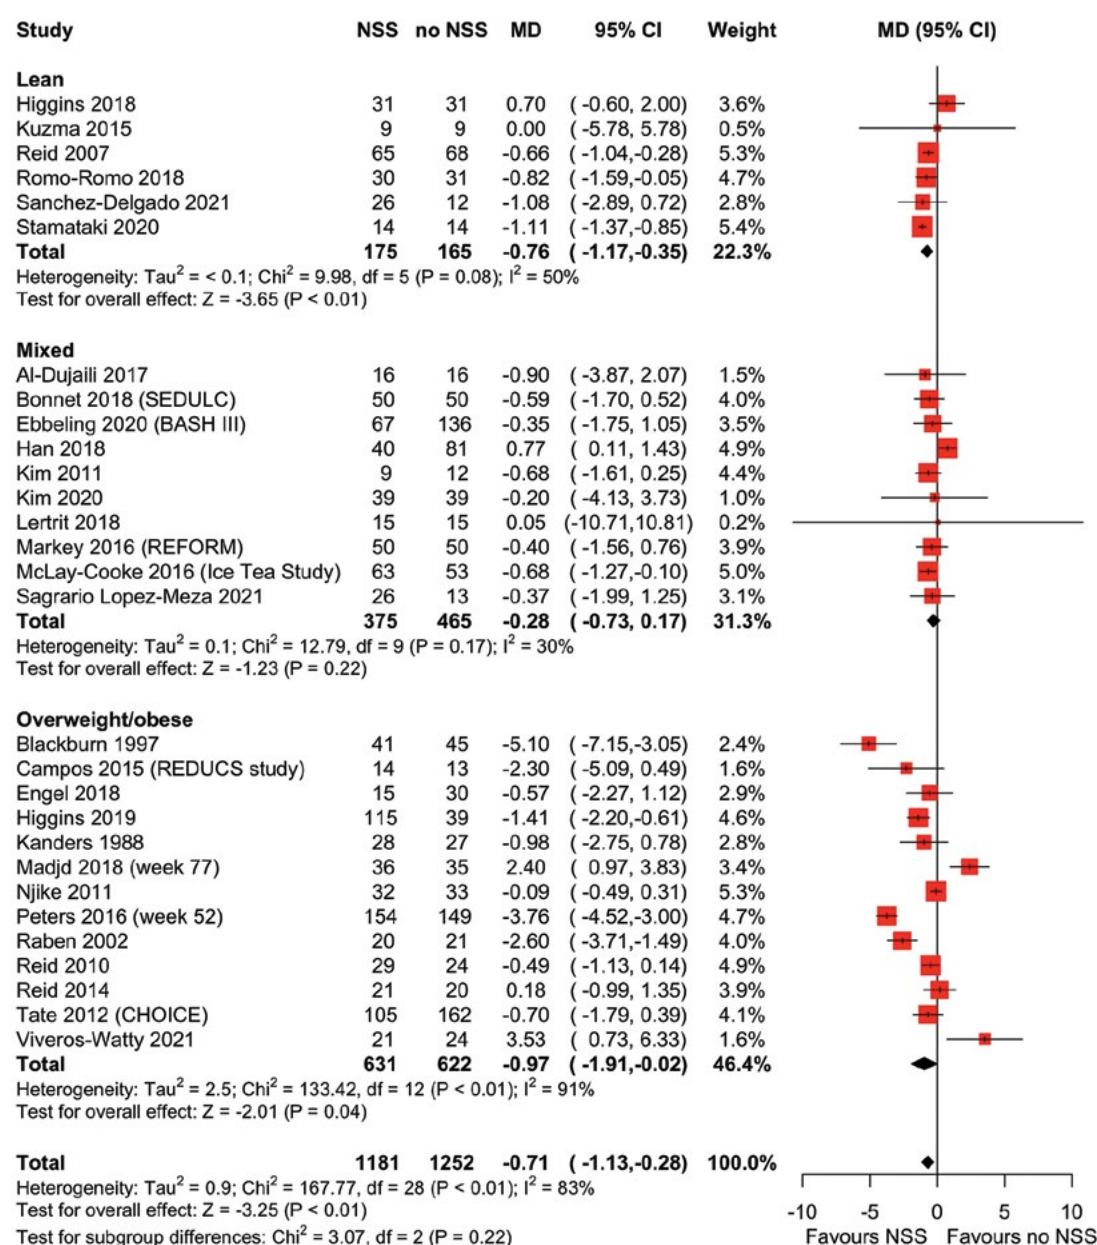 Study NSS no NSS MD 95% CI Weight MD (95% CI)
Lean
Higgins 2018 31 31 0.70 ( -0.60, 2.00) 3.6%
Kuzma 2015 9 9 0.00 ( -5.78, 5.78) 0.5%
Reid 2007 65 68 -0.66 ( -1.04,-0.28) 5.3%
Romo-Romo 2018 30 31 -0.82 ( -1.59,-0.05) 4.7%
Sanchez-Delgado 2021 26 12 -1.08 ( -2.89, 0.72) 2.8%
Stamataki 2020 14 14 -1.11 ( -1.37,-0.85) 5.4%
Total 175 165 -0.76 ( -1.17,-0.35) 22.3%
Heterogeneity: Tau² = < 0.1; Chi² = 9.98, df = 5 (P = 0.08); I² = 50%
Test for overall effect: Z = -3.65 (P < 0.01)
Mixed
Al-Dujaili 2017 16 16 -0.90 ( -3.87, 2.07) 1.5%
Bonnet 2018 (SEDULC) 50 50 -0.59 ( -1.70, 0.52) 4.0%
Ebbeling 2020 (BASH III) 67 136 -0.35 ( -1.75, 1.05) 3.5%
Han 2018 40 81 0.77 ( 0.11, 1.43) 4.9%
Kim 2011 9 12 -0.68 ( -1.61, 0.25) 4.4%
Kim 2020 39 39 -0.20 ( -4.13, 3.73) 1.0%
Lertrit 2018 15 15 0.05 (-10.71,10.81) 0.2%
Markey 2016 (REFORM) 50 50 -0.40 ( -1.56, 0.76) 3.9%
McLay-Cooke 2016 (Ice Tea Study) 63 53 -0.68 ( -1.27,-0.10) 5.0%
Sagrario Lopez-Meza 2021 26 13 -0.37 ( -1.99, 1.25) 3.1%
Total 375 465 -0.28 ( -0.73, 0.17) 31.3%
Heterogeneity: Tau² = 0.1; Chi² = 12.79, df = 9 (P = 0.17); I² = 30%
Test for overall effect: Z = -1.23 (P = 0.22)
Overweight/obese
Blackburn 1997 41 45 -5.10 ( -7.15,-3.05) 2.4%
Campos 2015 (REDUCS study) 14 13 -2.30 ( -5.09, 0.49) 1.6%
Engel 2018 15 30 -0.57 ( -2.27, 1.12) 2.9%
Higgins 2019 115 39 -1.41 ( -2.20,-0.61) 4.6%
Kanders 1988 28 27 -0.98 ( -2.75, 0.78) 2.8%
Madjd 2018 (week 77) 36 35 2.40 ( 0.97, 3.83) 3.4%
Njike 2011 32 33 -0.09 ( -0.49, 0.31) 5.3%
Peters 2016 (week 52) 154 149 -3.76 ( -4.52,-3.00) 4.7%
Raben 2002 20 21 -2.60 ( -3.71,-1.49) 4.0%
Reid 2010 29 24 -0.49 ( -1.13, 0.14) 4.9%
Reid 2014 21 20 0.18 ( -0.99, 1.35) 3.9%
Tate 2012 (CHOICE) 105 162 -0.70 ( -1.79, 0.39) 4.1%
Viveros-Watty 2021 21 24 3.53 ( 0.73, 6.33) 1.6%
Total 631 622 -0.97 ( -1.91,-0.02) 46.4%
Heterogeneity: Tau² = 2.5; Chi² = 133.42, df = 12 (P < 0.01); I² = 91%
Test for overall effect: Z = -2.01 (P = 0.04)
Total 1181 1252 -0.71 ( -1.13,-0.28) 100.0%
Heterogeneity: Tau² = 0.9; Chi² = 167.77, df = 28 (P < 0.01); I² = 83%
Test for overall effect: Z = -3.25 (P < 0.01)
Test for subgroup differences: Chi² = 3.07, df = 2 (P = 0.22)
-10 -5 0 5 10
Favours NSS Favours no NSS